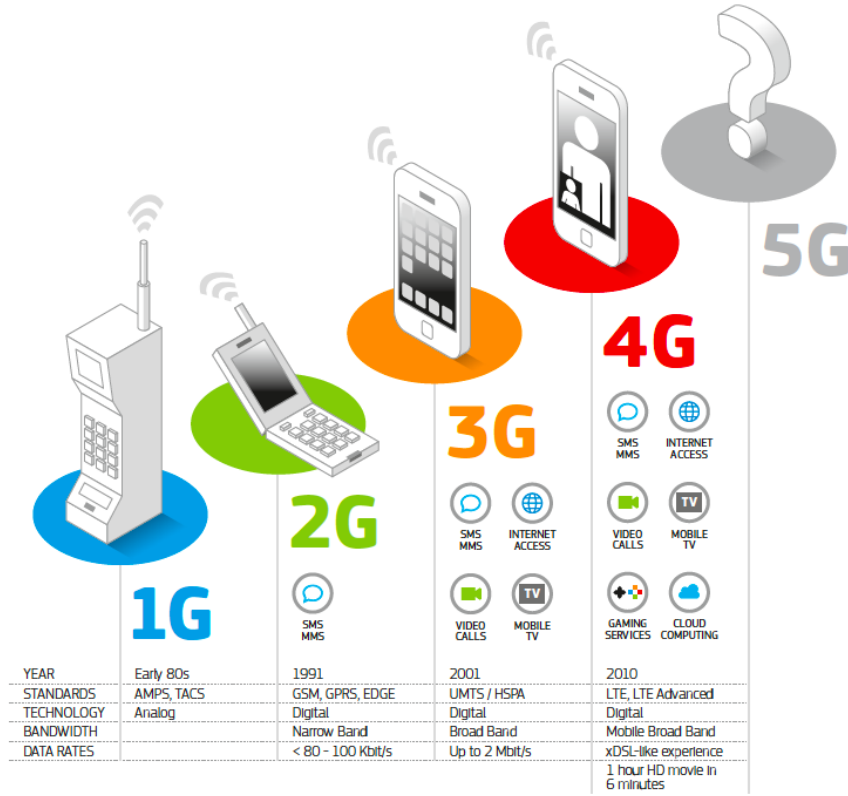 5G
4G
SMS
MMS
INTERNET
ACCESS
VIDEO
CALLS
TV
MOBILE
TV
GAMING
SERVICES
CLOUD
COMPUTING
3G
SMS
MMS
INTERNET
ACCESS
VIDEO
CALLS
TV
MOBILE
TV
2G
SMS
MMS
1G
YEAR Early 80s 1991 2001 2010
STANDARDS AMPS, TACS GSM, GPRS, EDGE UMTS / HSPA LTE, LTE Advanced
TECHNOLOGY Analog Digital Digital Digital
BANDWIDTH Narrow Band Broad Band Mobile Broad Band
DATA RATES < 80 - 100 Kbit/s Up to 2 Mbit/s xDSL-like experience
1 hour HD movie in
6 minutes